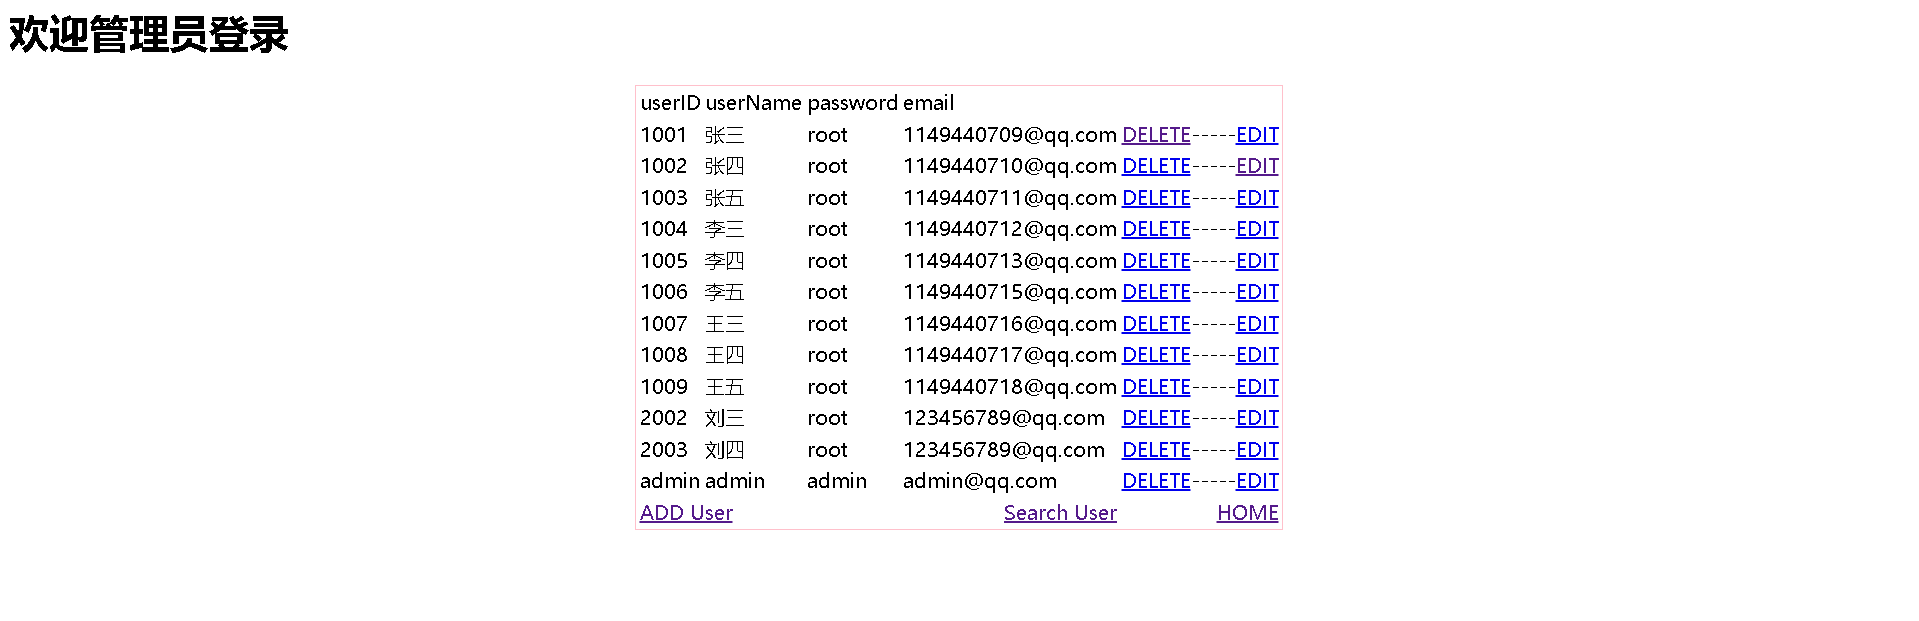 欢迎管理员登录
userID userName password email
1001 张三 root 1149440709@qq.com DELETE-----EDIT
1002 张四 root 1149440710@qq.com DELETE-----EDIT
1003 张五 root 1149440711@qq.com DELETE-----EDIT
1004 李三 root 1149440712@qq.com DELETE-----EDIT
1005 李四 root 1149440713@qq.com DELETE-----EDIT
1006 李五 root 1149440715@qq.com DELETE-----EDIT
1007 王三 root 1149440716@qq.com DELETE-----EDIT
1008 王四 root 1149440717@qq.com DELETE-----EDIT
1009 王五 root 1149440718@qq.com DELETE-----EDIT
2002 刘三 root 123456789@qq.com DELETE-----EDIT
2003 刘四 root 123456789@qq.com DELETE-----EDIT
admin admin admin admin@qq.com DELETE-----EDIT
ADD User Search User HOME